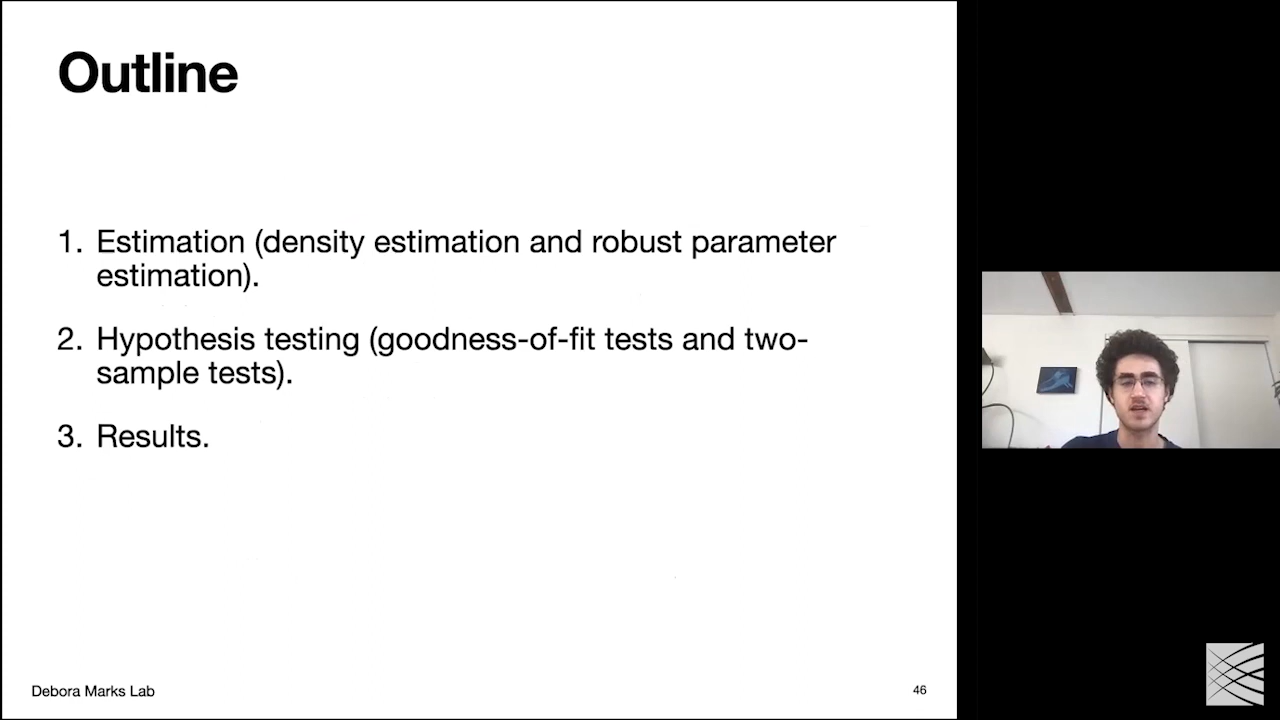 Outline
1. Estimation (density estimation and robust parameter
estimation).
2. Hypothesis testing (goodness-of-fit tests and two-
sample tests).
3. Results.
Debora Marks Lab
46